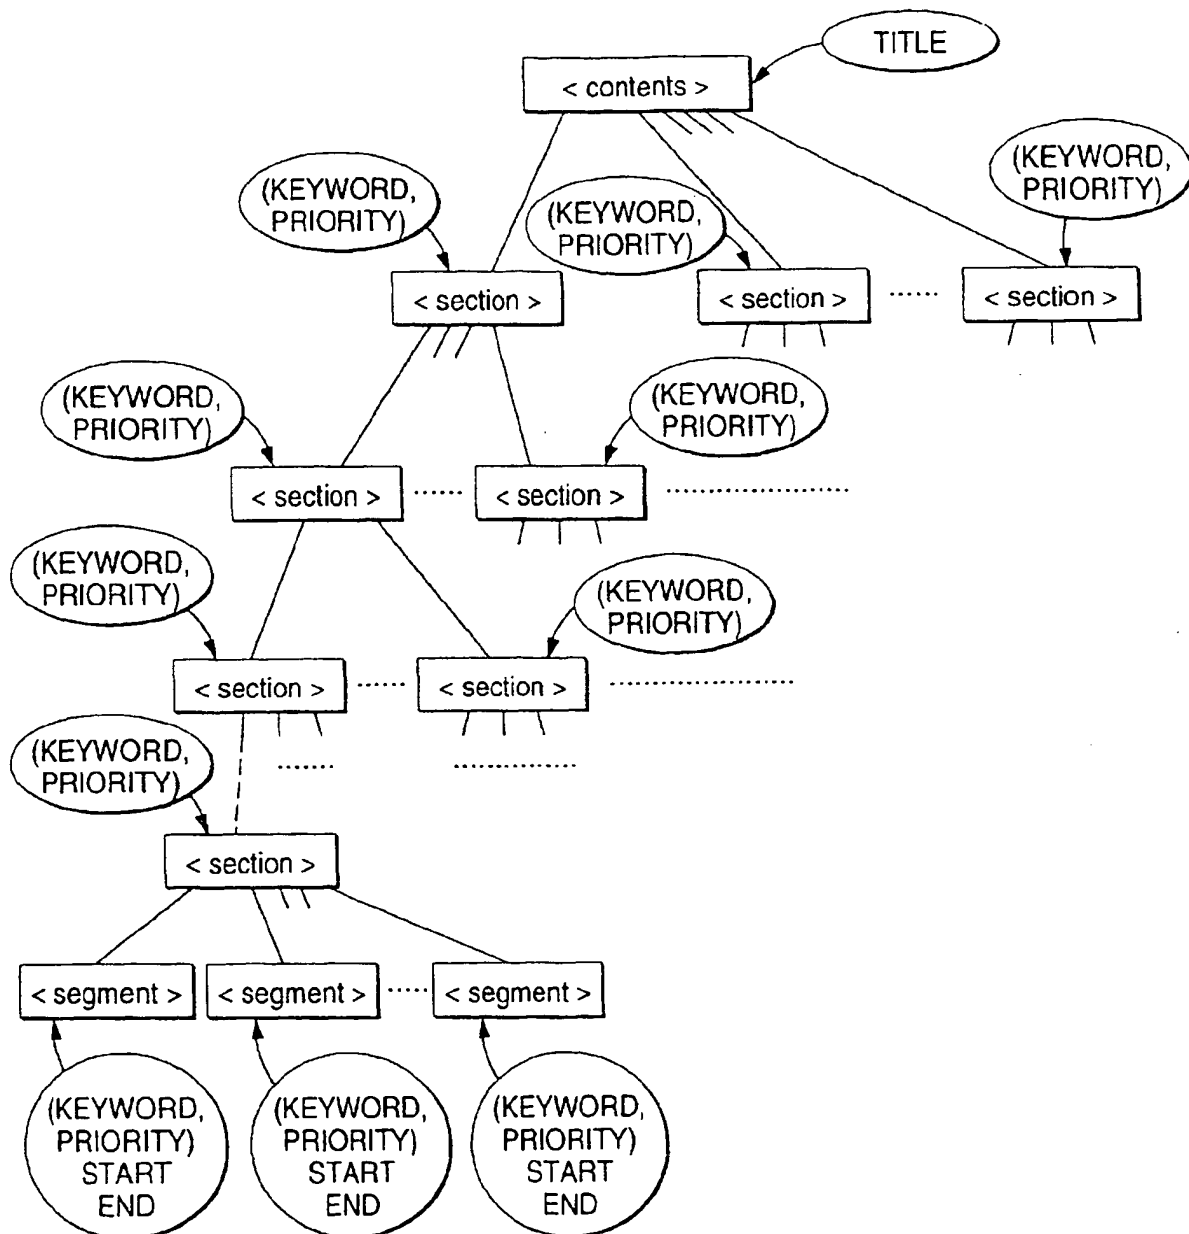 TITLE
< contents >
(KEYWORD,
PRIORITY)
(KEYWORD,
PRIORITY)
(KEYWORD,
PRIORITY)
< section >
< section >
< section >
(KEYWORD,
PRIORITY)
(KEYWORD,
PRIORITY)
< section >
< section >
(KEYWORD,
PRIORITY)
(KEYWORD,
PRIORITY)
< section >
< section >
(KEYWORD,
PRIORITY)
< section >
< segment >
< segment >
< segment >
(KEYWORD,
PRIORITY)
START
END
(KEYWORD,
PRIORITY)
START
END
(KEYWORD,
PRIORITY)
START
END